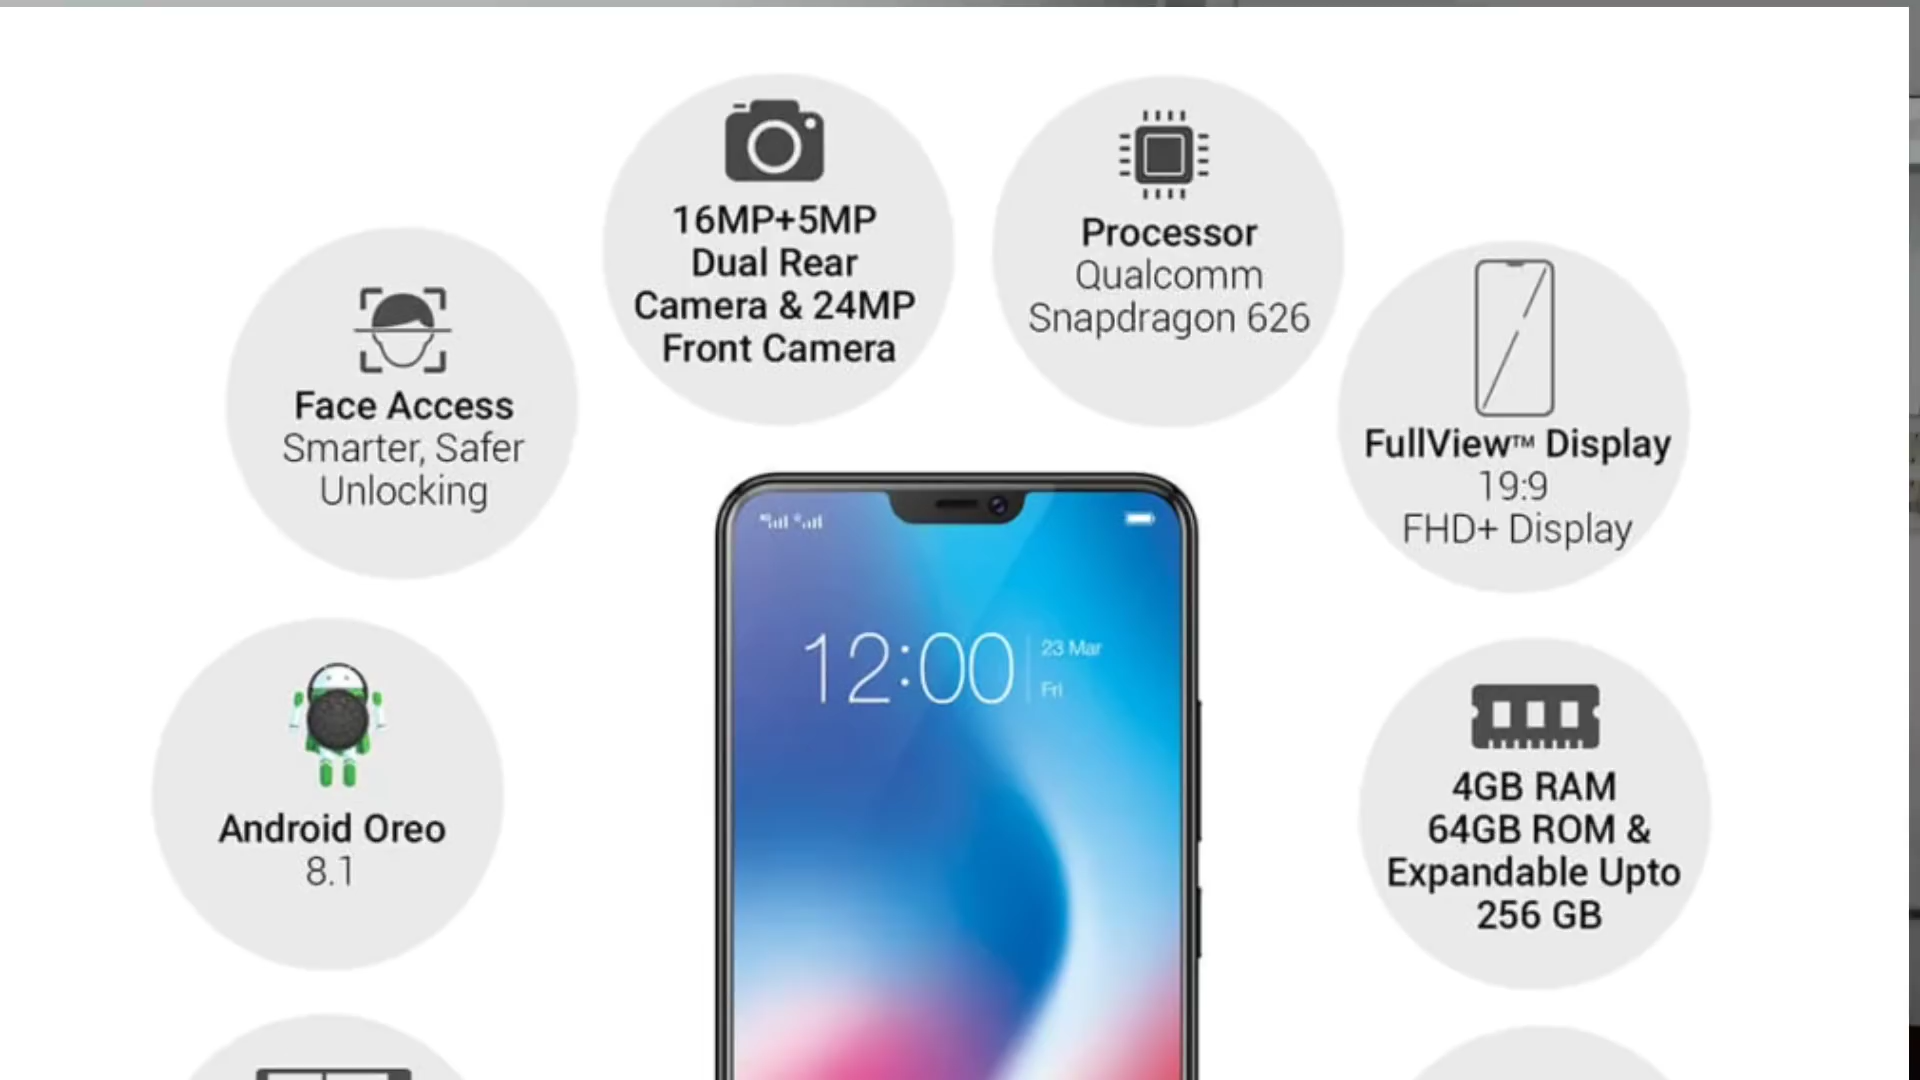 16MP+5MP
Dual Rear
Camera & 24MP
Front Camera
Processor
Qualcomm
Snapdragon 626
Face Access
Smarter, Safer
Unlocking
FullView™ Display
19:9
FHD+ Display
12:00
23 Mar
Fri
Android Oreo
8.1
4GB RAM
64GB ROM &
Expandable Upto
256 GB